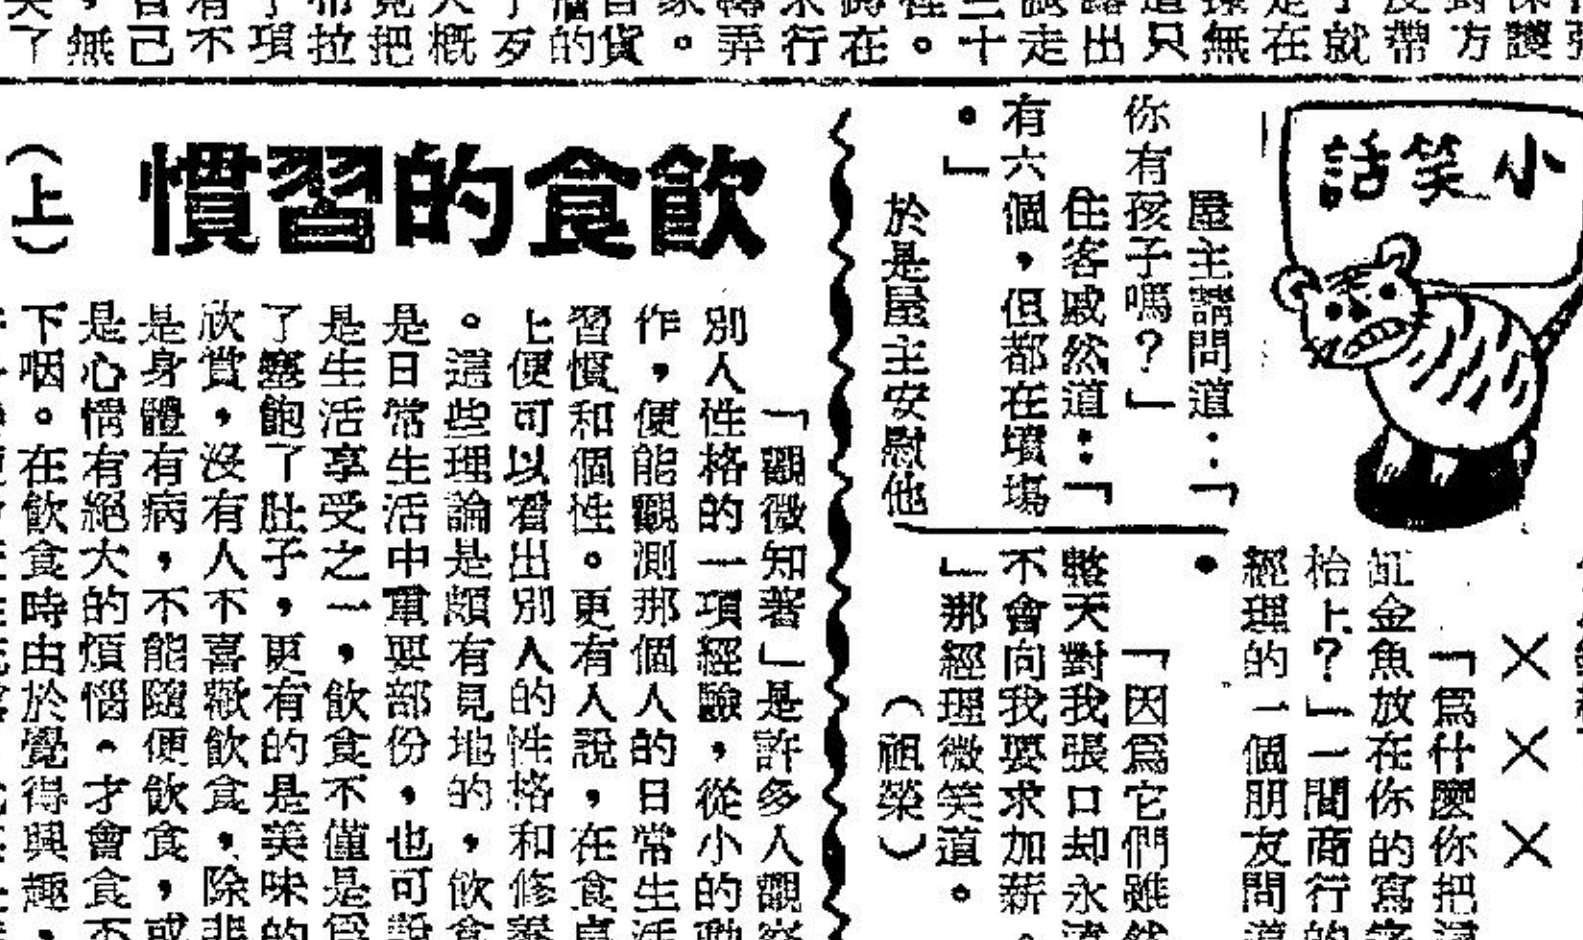 小笑話
屋主請問道：「
你有孩子嗎？」
住客戚然道：「
有六個，但都在墳塲
。」
於是屋主安慰他
×××
「爲什麼你把
缸金魚放在你的寫
枱上？」一間商行的
經理的一個朋友問道
●
「因爲它們雖然
整天對我張口却永遠
不會向我要求加薪。
」那經理微笑道。
（祖榮）
飲食的習慣
（上）
「觀微知著」是許多人觀察
別人性格的一項經驗，從小的動
作，便能觀測那個人的日常生活
習慣和個性。更有人說，在食桌
上便可以看出別人的性格和修養
。這些理論是頗有見地的，飲食
是日常生活中重要部份，也可說
是生活享受之一，飲食不僅是爲
了塞飽了肚子，更有的是美味的
欣賞，沒有人不喜歡飲食，除非
是身體有病，不能隨便飲食，或
是心情有絕大的煩惱。才會食不
下咽。在飲食時由於覺得興趣，